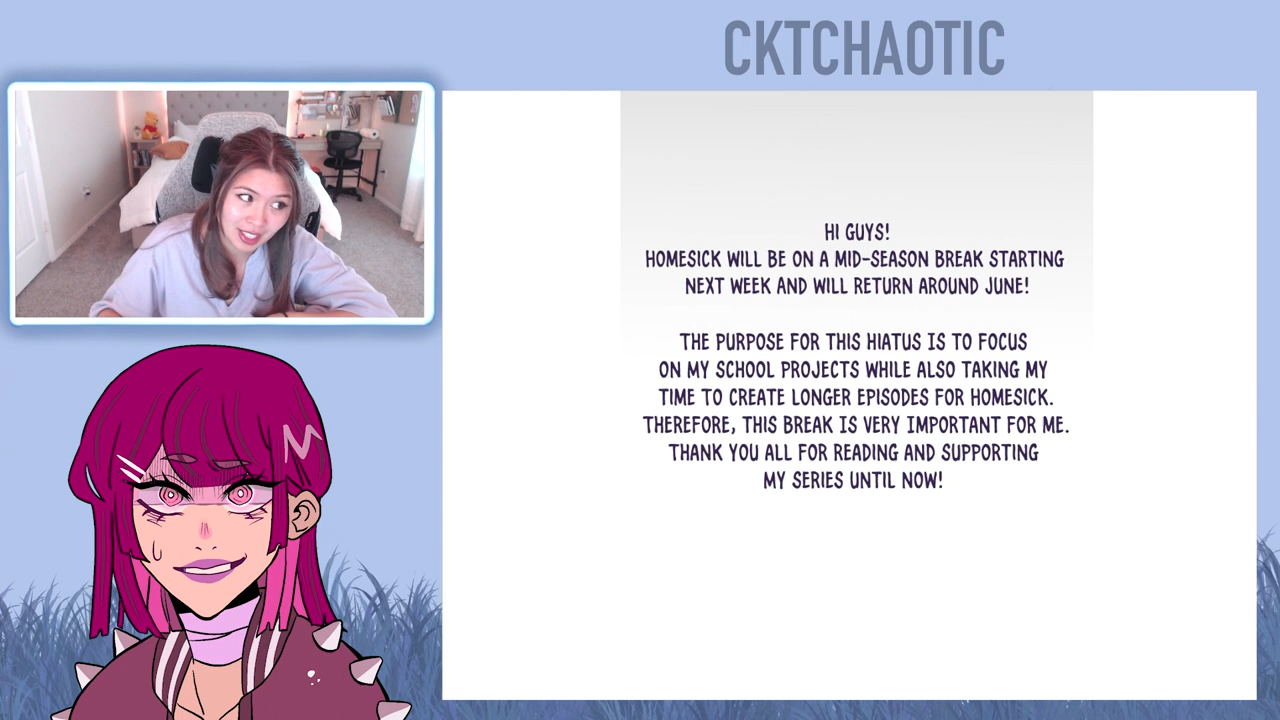 CKTCHAOTIC
HI GUYS!
HOMESICK WILL BE ON A MID-SEASON BREAK STARTING
NEXT WEEK AND WILL RETURN AROUND JUNE!
THE PURPOSE FOR THIS HIATUS IS TO FOCUS
ON MY SCHOOL PROJECTS WHILE ALSO TAKING MY
TIME TO CREATE LONGER EPISODES FOR HOMESICK.
THEREFORE, THIS BREAK IS VERY IMPORTANT FOR ME.
THANK YOU ALL FOR READING AND SUPPORTING
MY SERIES UNTIL NOW!